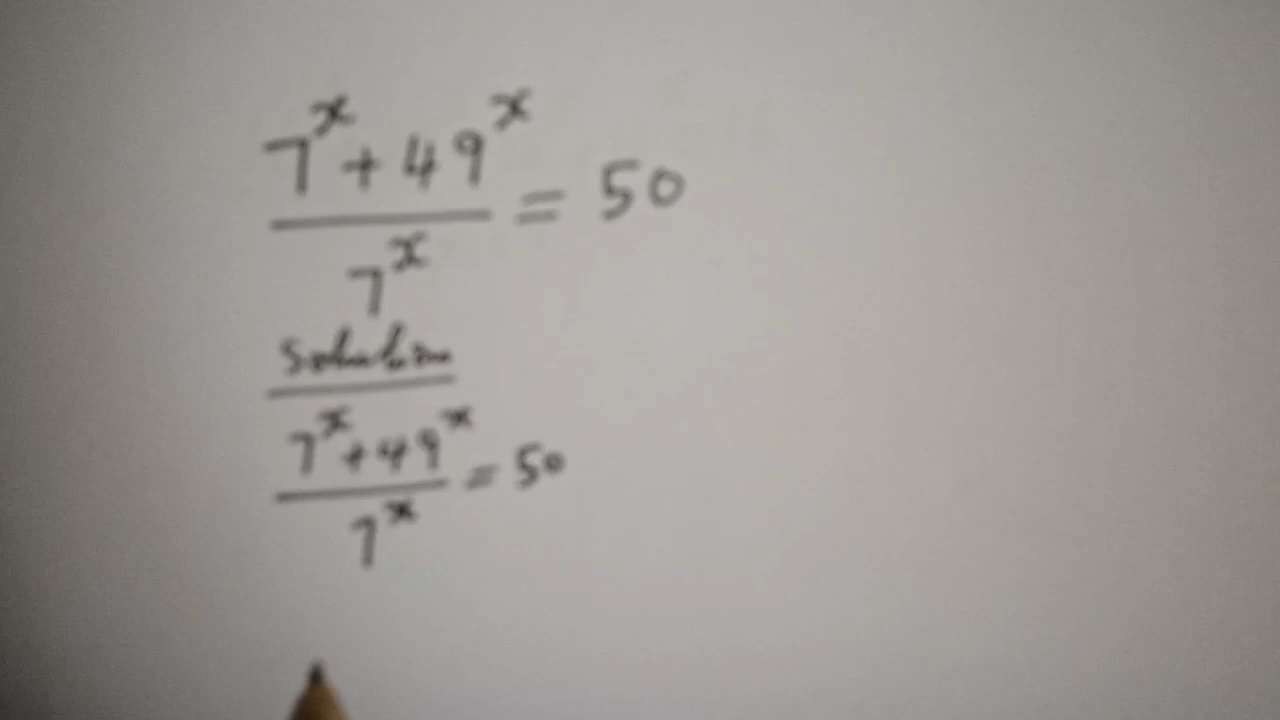 7^x + 49^x
7^x = 50
Solution
7^x + 49^x
7^x = 50